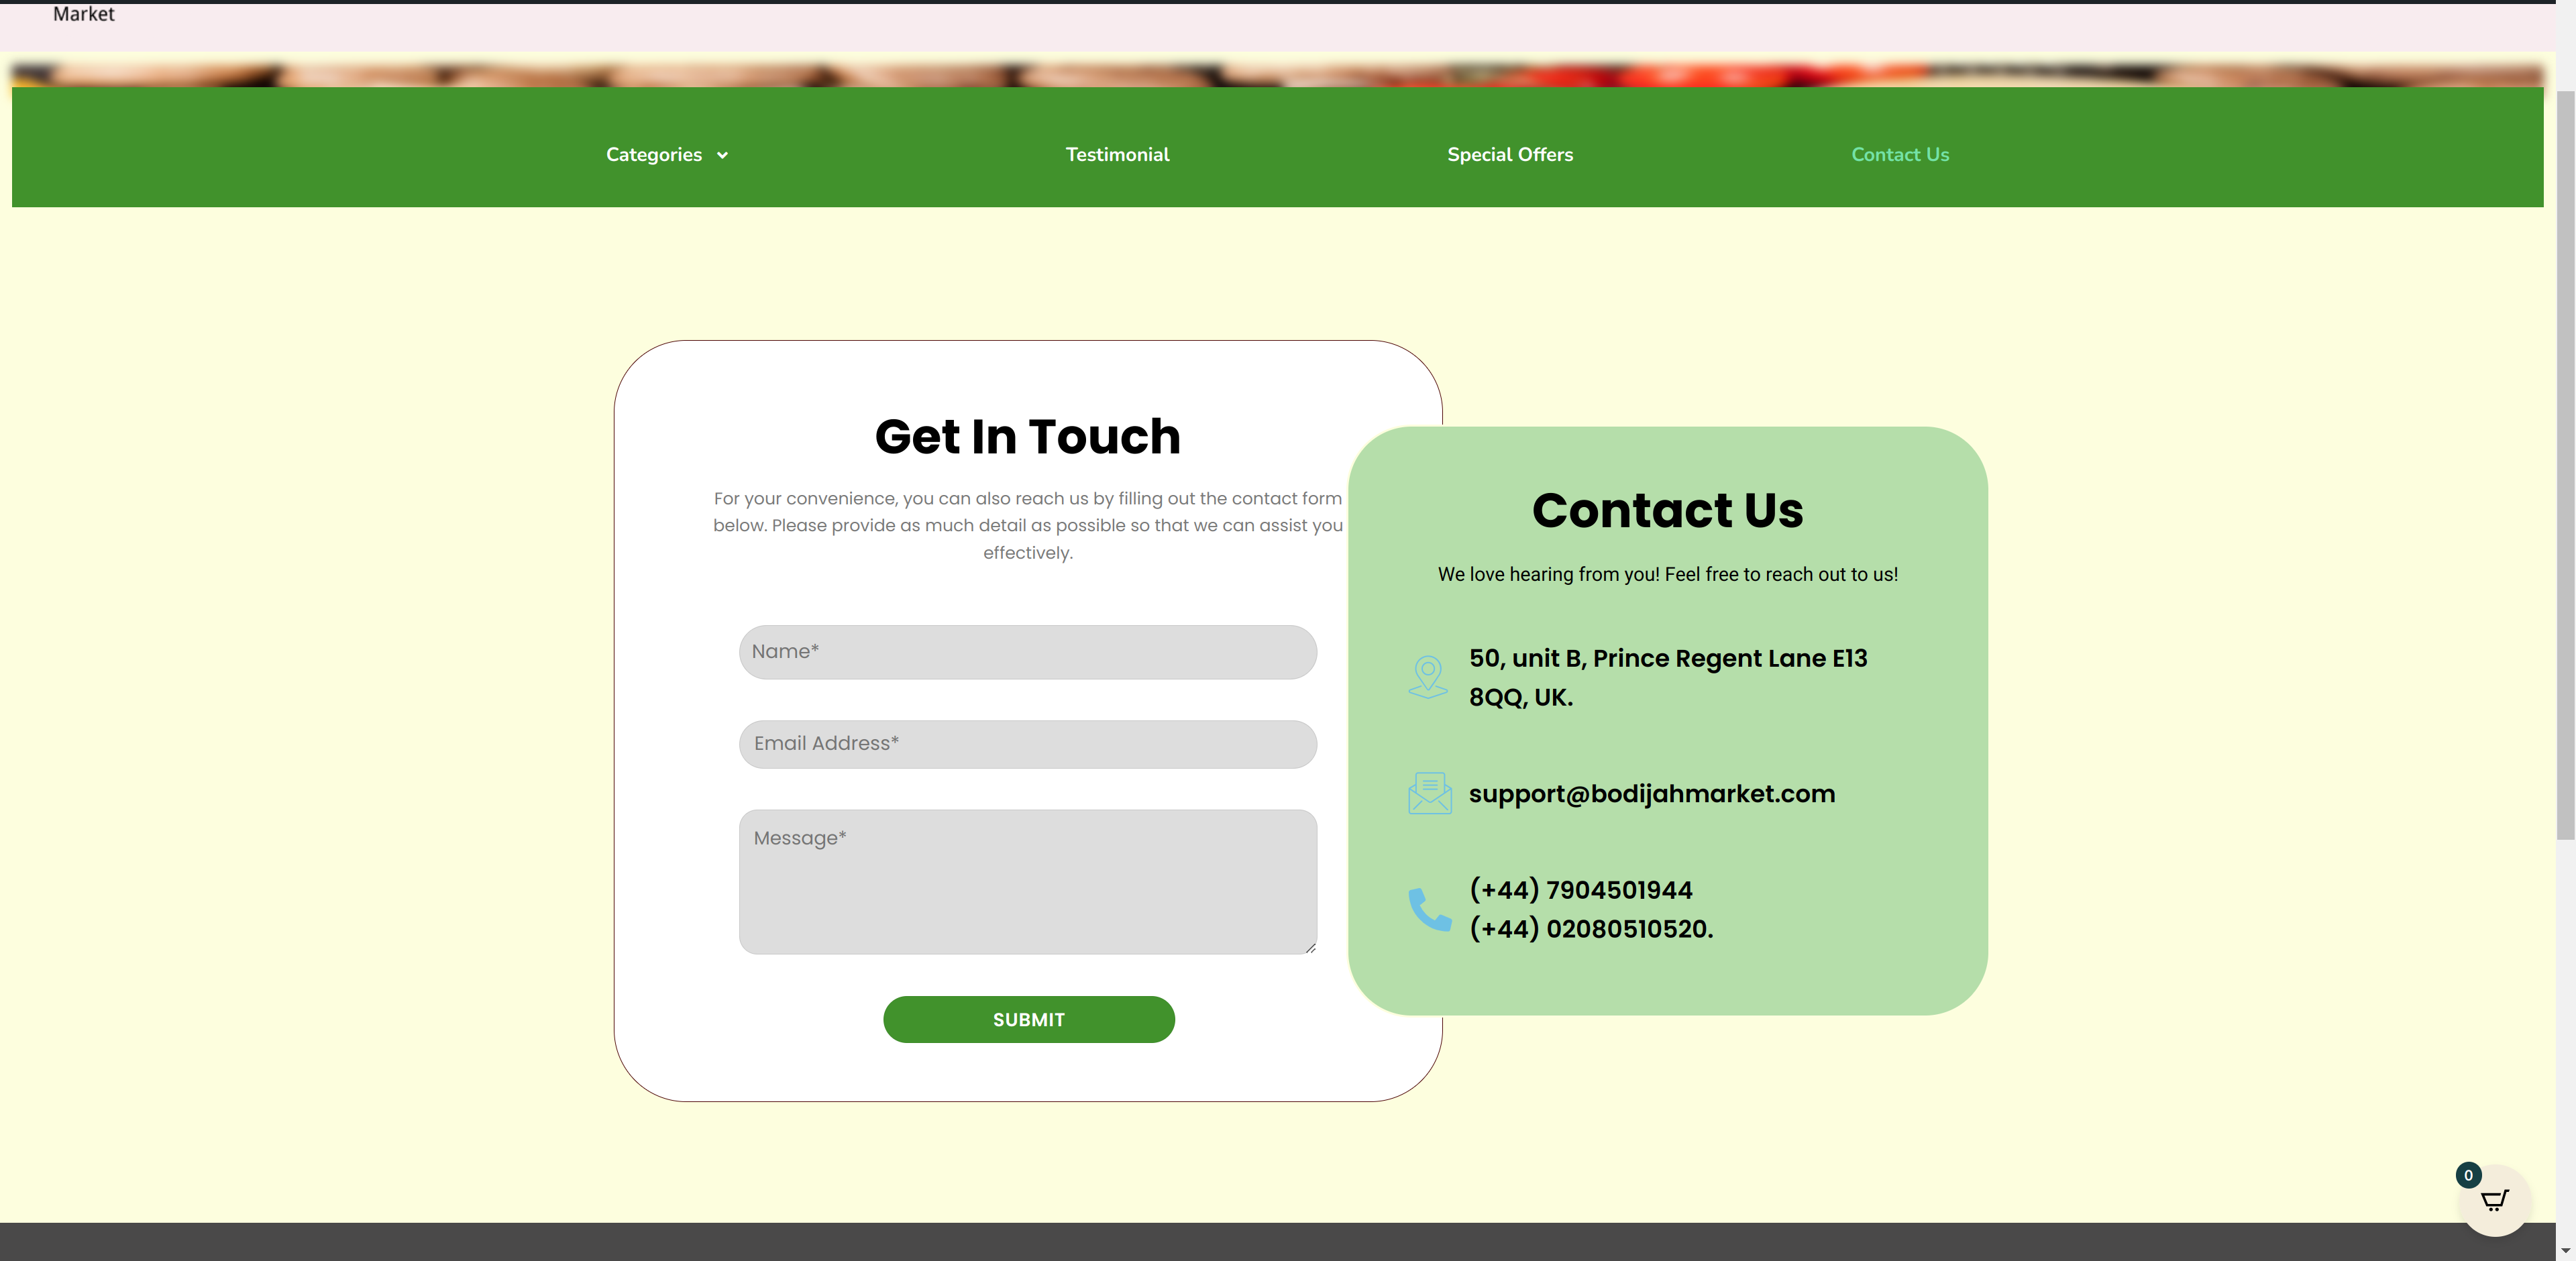 Market
Categories
Testimonial
Special Offers
Contact Us
Get In Touch
For your convenience, you can also reach us by filling out the contact form
below. Please provide as much detail as possible so that we can assist you
effectively.
Name*
Email Address*
Message*
SUBMIT
Contact Us
We love hearing from you! Feel free to reach out to us!
50, unit B, Prince Regent Lane E13
8QQ, UK.
support@bodijahmarket.com
(+44) 7904501944
(+44) 02080510520.
0